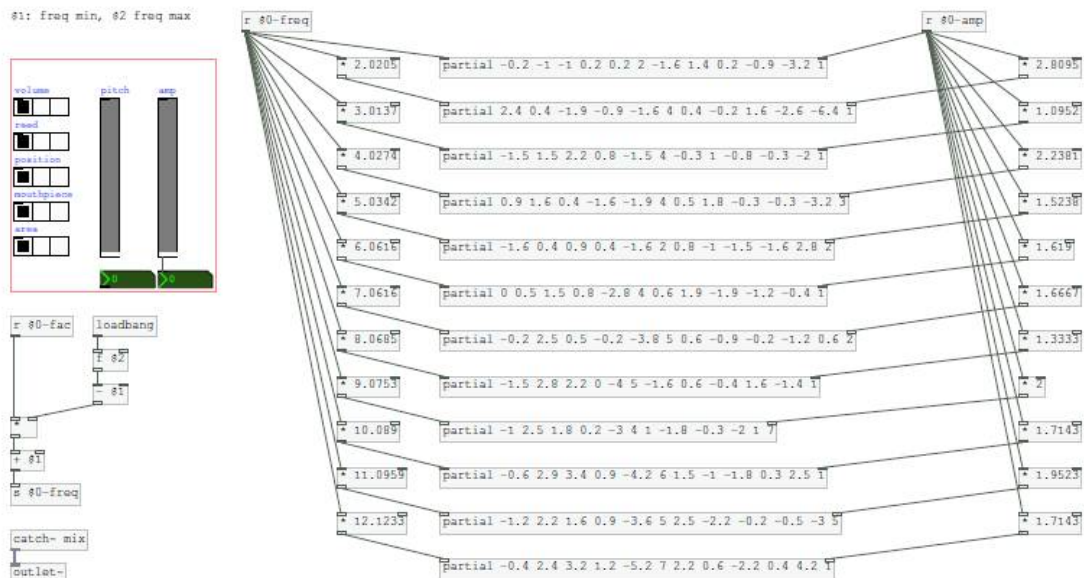 $1: freq min, $2 freq max
r $0-freq
r $0-amp
* 2.0205
partial -0.2 -1 -1 0.2 0.2 2 -1.6 1.4 0.2 -0.9 -3.2 1
* 2.8095
volume
pitch
amp
* 3.0137
partial 2.4 0.4 -1.9 -0.9 -1.6 4 0.4 -0.2 1.6 -2.6 -6.4 1
* 1.0952
reed
* 4.0274
partial -1.5 1.5 2.2 0.8 -1.5 4 -0.3 1 -0.8 -0.3 -2 1
* 2.2381
position
mouthpiece
* 5.0342
partial 0.9 1.6 0.4 -1.6 -1.9 4 0.5 1.8 -0.3 -0.3 -3.2 3
* 1.5238
area
* 6.0616
partial -1.6 0.4 0.9 0.4 -1.6 2 0.8 -1 -1.5 -1.6 2.8 2
* 1.619
0
0
* 7.0616
partial 0 0.5 1.5 0.8 -2.8 4 0.6 1.9 -1.9 -1.2 -0.4 1
* 1.6667
r $0-fac
loadbang
* 8.0685
partial -0.2 2.5 0.5 -0.2 -3.8 5 0.6 -0.9 -0.2 -1.2 0.6 2
* 1.3333
f $2
- $1
* 9.0753
partial -1.5 2.8 2.2 0 -4 5 -1.6 0.6 -0.4 1.6 -1.4 1
* 2
*
* 10.089
partial -1 2.5 1.8 0.2 -3 4 1 -1.8 -0.3 -2 1 7
* 1.7143
+ $1
* 11.0959
partial -0.6 2.9 3.4 0.9 -4.2 6 1.5 -1 -1.8 0.3 2.5 1
* 1.9523
s $0-freq
* 12.1233
partial -1.2 2.2 1.6 0.9 -3.6 5 2.5 -2.2 -0.2 -0.5 -3 5
* 1.7143
catch~ mix
outlet~
partial -0.4 2.4 3.2 1.2 -5.2 7 2.2 0.6 -2.2 0.4 4.2 1